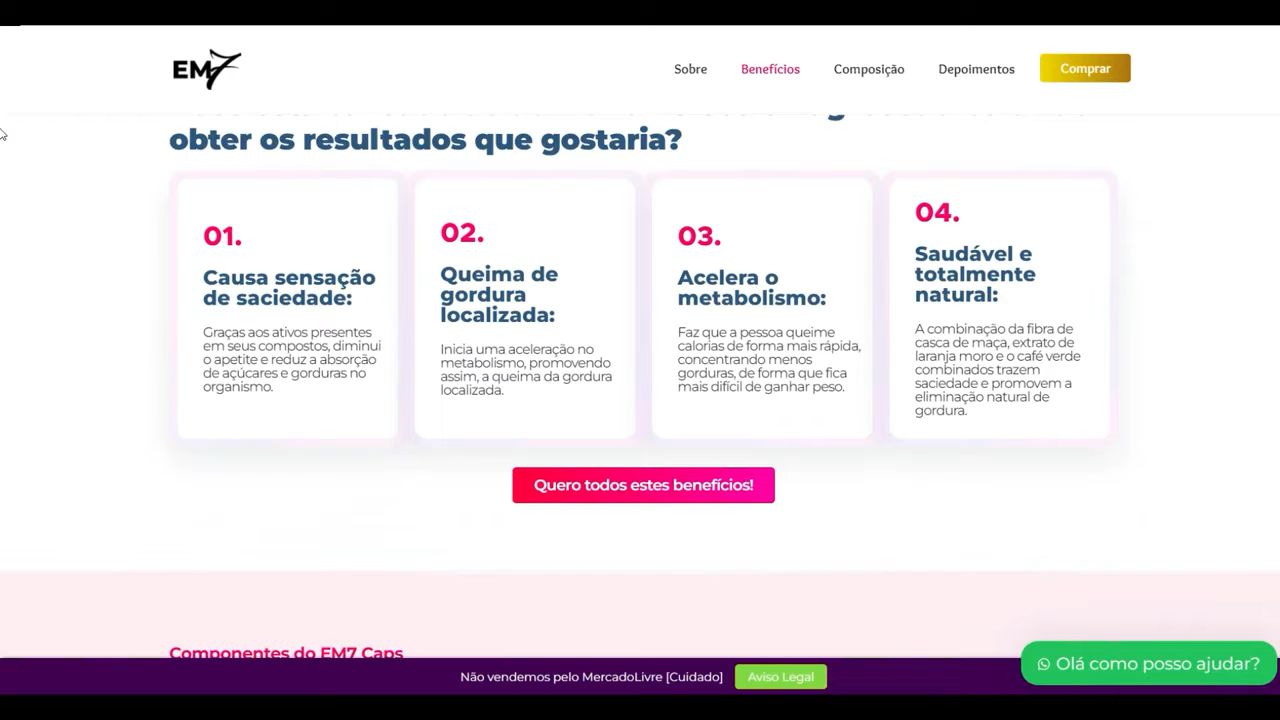 EM7
Sobre
Benefícios
Composição
Depoimentos
Comprar
obter os resultados que gostaria?
01.
Causa sensação
de saciedade:
Graças aos ativos presentes
em seus compostos, diminui
o apetite e reduz a absorção
de açúcares e gorduras no
organismo.
02.
Queima de
gordura
localizada:
Inicia uma aceleração no
metabolismo, promovendo
assim, a queima da gordura
localizada.
03.
Acelera o
metabolismo:
Faz que a pessoa queime
calorias de forma mais rápida,
concentrando menos
gorduras, de forma que fica
mais difícil de ganhar peso.
04.
Saudável e
totalmente
natural:
A combinação da fibra de
casca de maça, extrato de
laranja moro e o café verde
combinados trazem
saciedade e promovem a
eliminação natural de
gordura.
Quero todos estes benefícios!
Componentes do EM7 Caps
Não vendemos pelo MercadoLivre [Cuidado]
Aviso Legal
Olá como posso ajudar?